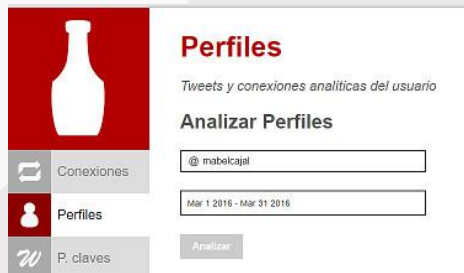 Perfiles
Tweets y conexiones analíticas del usuario
Analizar Perfiles
@ mabelcajal
Mar 1 2016 - Mar 31 2016
Analizar
Conexiones
Perfiles
W P. claves